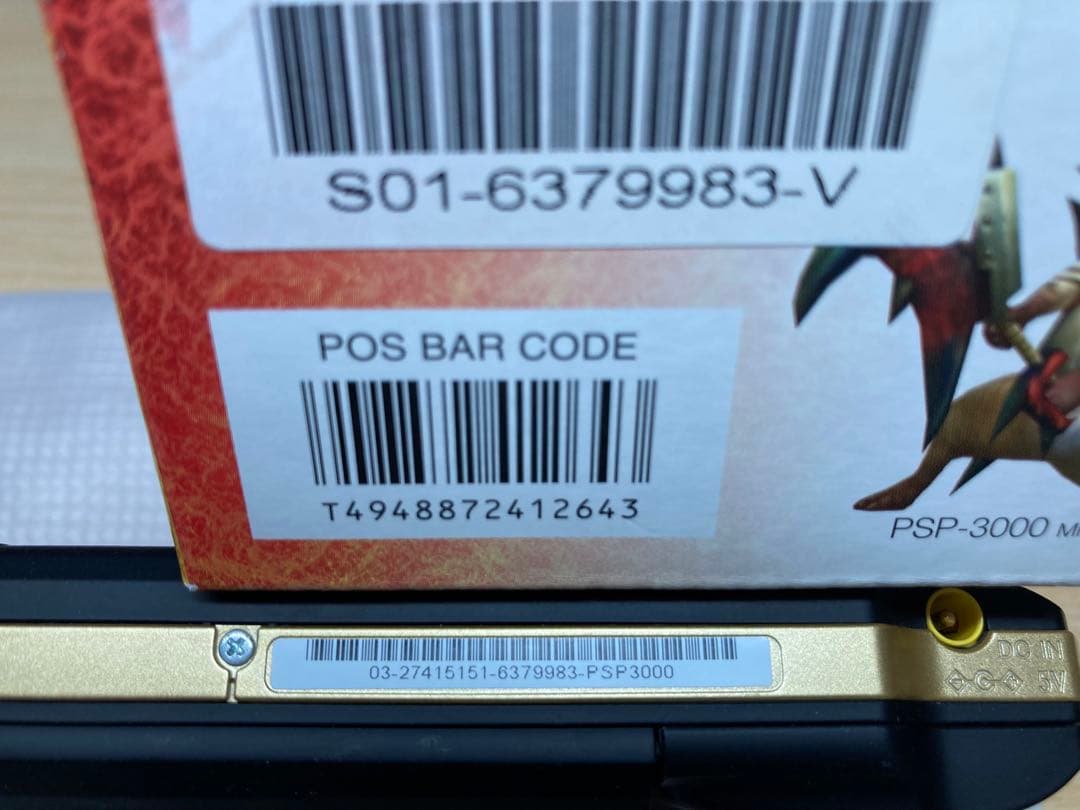 S01-6379983-V
POS BAR CODE
T4948872412643
PSP-3000
03-27415151-6379983-PSP3000
DC IN
5V